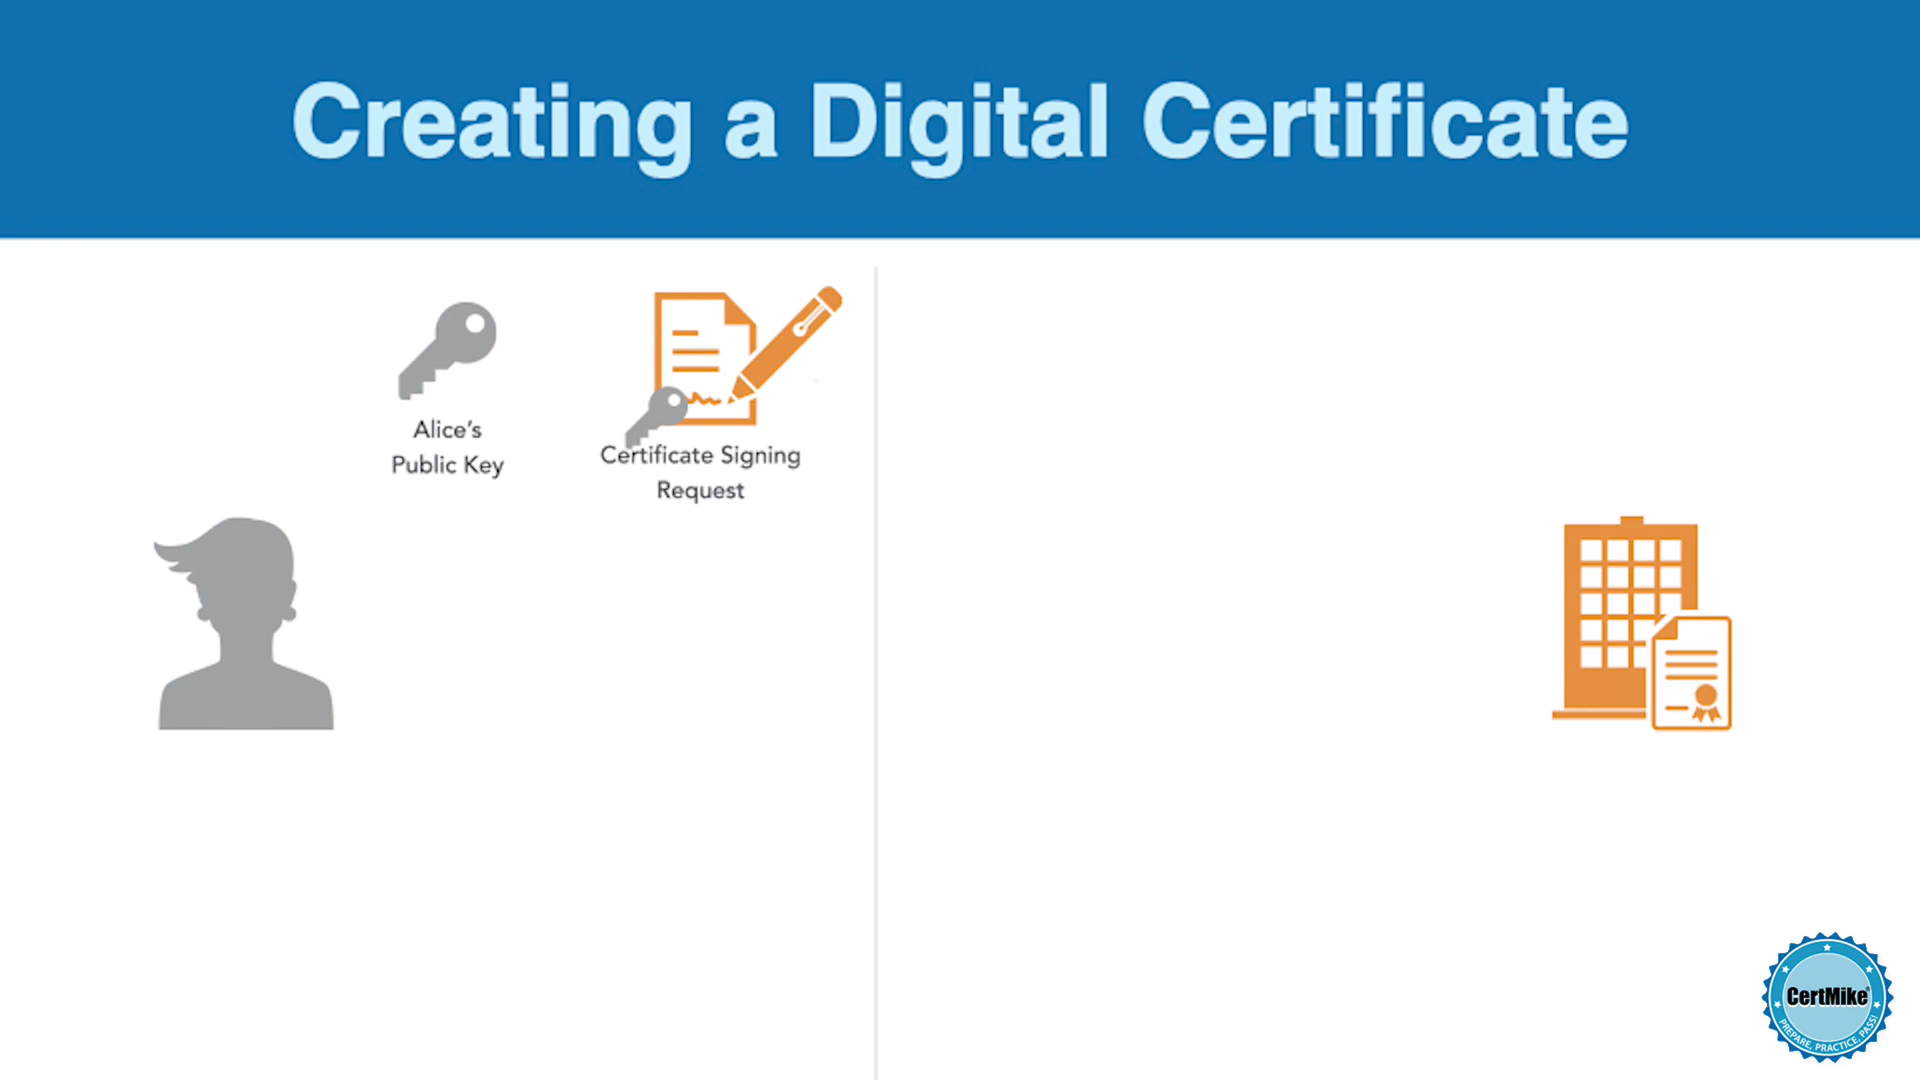 Creating a Digital Certificate
Alice's
Public Key
Certificate Signing
Request
CertMike®
PREPARE, PRACTICE, PASS!